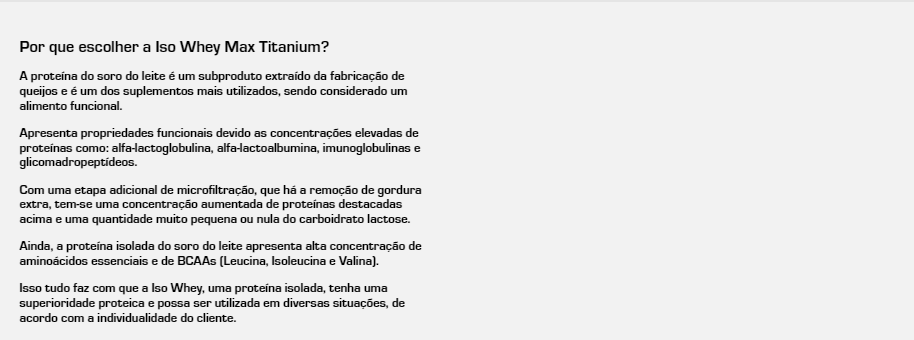 Por que escolher a Iso Whey Max Titanium?
A proteína do soro do leite é um subproduto extraído da fabricação de
queijos e é um dos suplementos mais utilizados, sendo considerado um
alimento funcional.
Apresenta propriedades funcionais devido as concentrações elevadas de
proteínas como: alfa-lactoglobulina, alfa-lactoalbumina, imunoglobulinas e
glicomadropeptídeos.
Com uma etapa adicional de microfiltração, que há a remoção de gordura
extra, tem-se uma concentração aumentada de proteínas destacadas
acima e uma quantidade muito pequena ou nula do carboidrato lactose.
Ainda, a proteína isolada do soro do leite apresenta alta concentração de
aminoácidos essenciais e de BCAAs (Leucina, Isoleucina e Valina).
Isso tudo faz com que a Iso Whey, uma proteína isolada, tenha uma
superioridade proteica e possa ser utilizada em diversas situações, de
acordo com a individualidade do cliente.